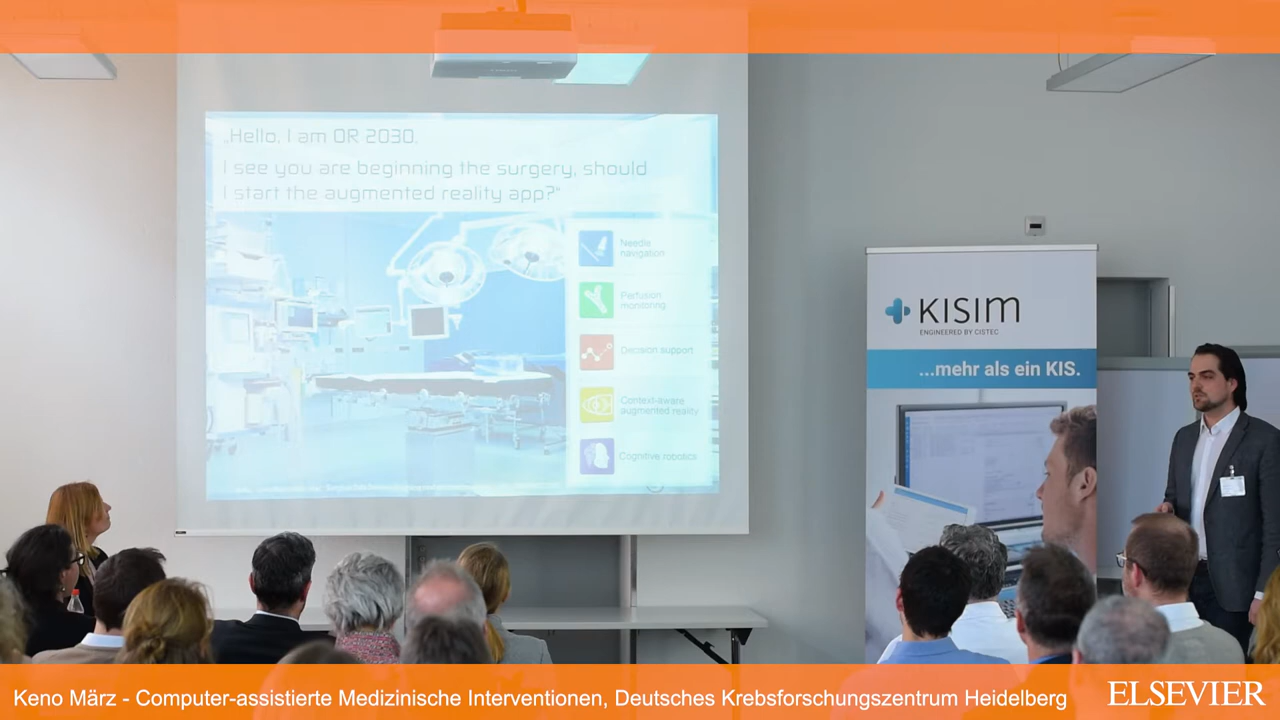 „Hello, I am OR 2030.
I see you are beginning the surgery, should
I start the augmented reality app?“
Needle
navigation
Perfusion
monitoring
Decision support
Context-aware
augmented reality
Cognitive robotics
KISIM
ENGINEERED BY CISTEC
...mehr als ein KIS.
Keno März - Computer-assistierte Medizinische Interventionen, Deutsches Krebsforschungszentrum Heidelberg
ELSEVIER